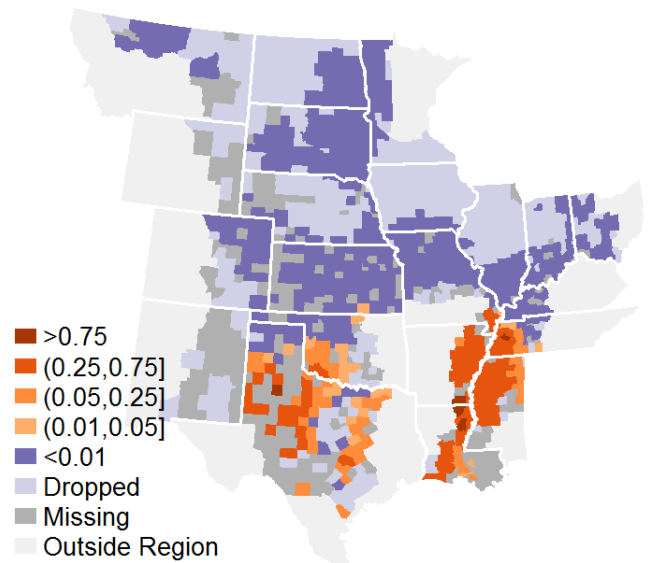 >0.75
(0.25,0.75]
(0.05,0.25]
(0.01,0.05]
<0.01
Dropped
Missing
Outside Region